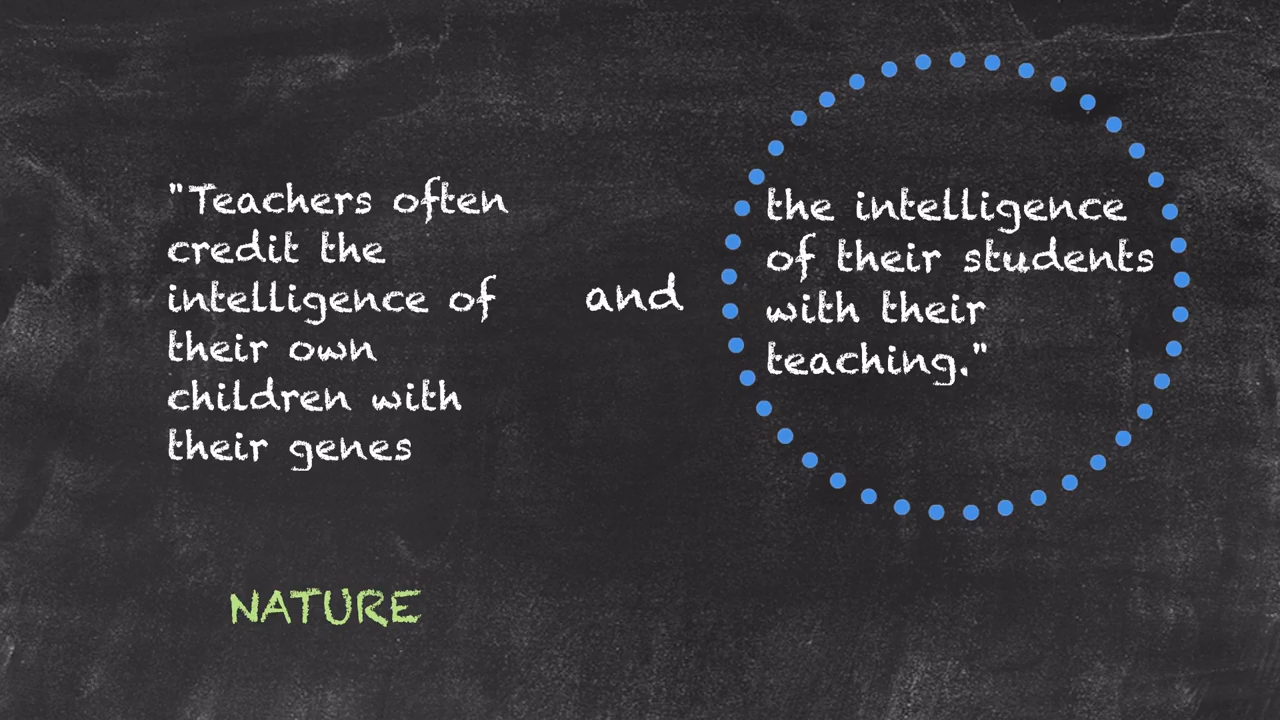 "Teachers often
credit the
intelligence of
their own
children with
their genes
and
the intelligence
of their students
with their
teaching."
NATURE